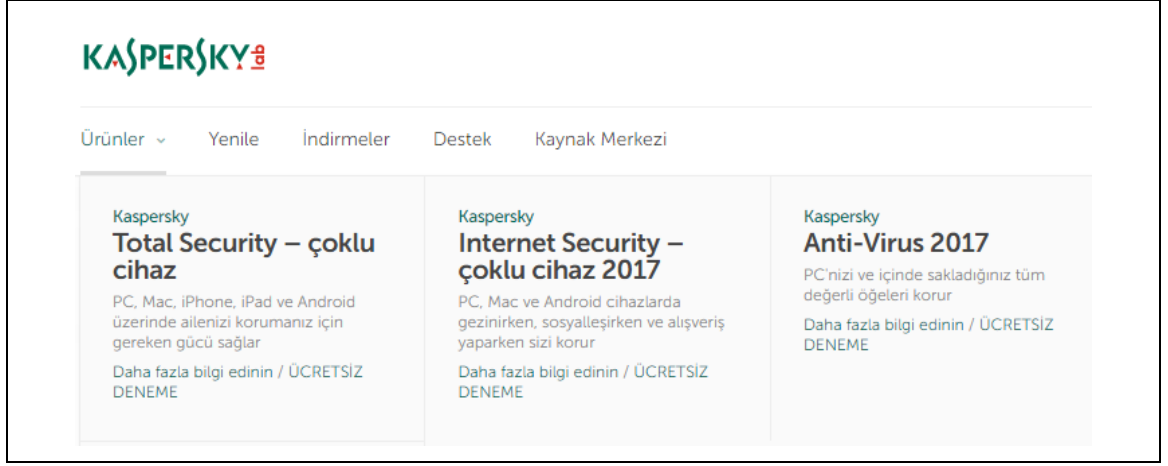 KASPERSKY lab
Ürünler Yenile İndirmeler Destek Kaynak Merkezi
Kaspersky
Total Security – çoklu
cihaz
PC, Mac, iPhone, iPad ve Android
üzerinde ailenizi korumanız için
gereken gücü sağlar
Daha fazla bilgi edinin / ÜCRETSİZ
DENEME
Kaspersky
Internet Security –
çoklu cihaz 2017
PC, Mac ve Android cihazlarda
gezinirken, sosyalleşirken ve alışveriş
yaparken sizi korur
Daha fazla bilgi edinin / ÜCRETSİZ
DENEME
Kaspersky
Anti-Virus 2017
PC'nizi ve içinde sakladığınız tüm
değerli öğeleri korur
Daha fazla bilgi edinin / ÜCRETSİZ
DENEME